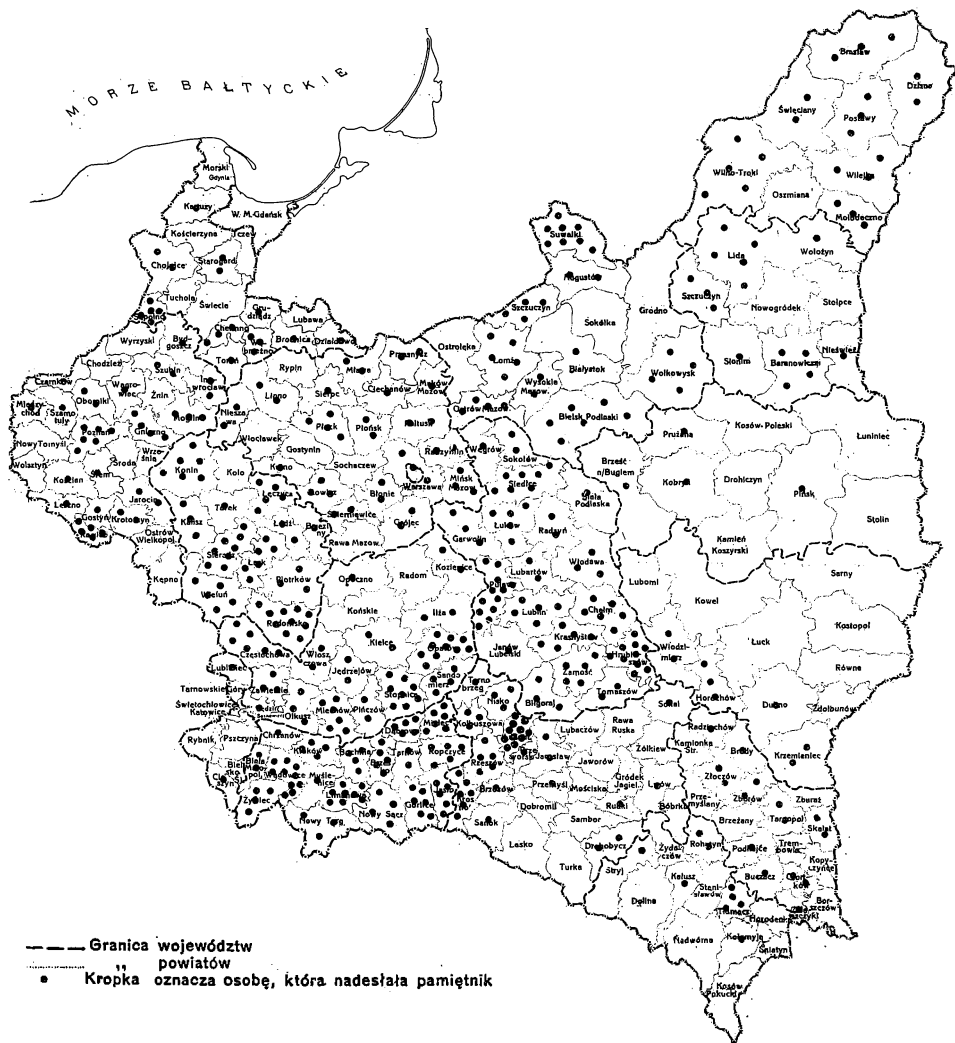 MORZE BAŁTYCKIE
Morski
Gdynia
Kartuzy
W. M. Gdańsk
Kościerzyna
Tczew
Chojnice
Starogard
Tuchola
Świecie
Sępolno
Grudziądz
Lubawa
Chełmno
Wąbrzeźno
Brodnica
Działdowo
Toruń
Wyrzyski
Bydgoszcz
Chodzież
Szubin
Czarnków
Wągrowiec
Żnin
Inowrocław
Międzychód
Szamotuły
Oborniki
Mogilno
Poznań
Gniezno
Nowy Tomyśl
Wrześnią
Wolsztyn
Środa
Kościan
Śrem
Leszno
Jarocin
Gostyń
Krotoszyn
Rawicz
Ostrów
Wielkopol.
Kępno
Brasław
Dzisna
Święciany
Postawy
Wilno-Troki
Wilejka
Oszmiana
Mołodeczno
Suwałki
Augustów
Szczuczyn
Grodno
Sokółka
Ostrołęka
Łomża
Białystok
Wysokie
Mazow.
Wołkowysk
Ostrów Mazow.
Bielsk Podlaski
Lida
Wołożyn
Szczuczyn
Stołpce
Nowogródek
Słonim
Baranowicze
Nieśwież
Rypin
Mława
Przasnysz
Lipno
Sierpc
Ciechanów
Maków
Mazow.
Nieszawa
Płock
Płońsk
Pułtusk
Włocławek
Gostynin
Radzymin
Sochaczew
Kutno
Warszawa
Mińsk
Mazow.
Łowicz
Błonie
Skierniewice
Grójec
Rawa Mazow.
Konin
Koło
Łęczyca
Turek
Kalisz
Łódź
Brzeziny
Sieradz
Łask
Piotrków
Wieluń
Radomsko
Węgrów
Sokołów
Siedlce
Biała
Podlaska
Łuków
Radzyń
Garwolin
Włodawa
Lubartów
Puławy
Lublin
Chełm
Krasnystaw
Janów
Lubelski
Hrubieszów
Zamość
Tomaszów
Biłgoraj
Prużana
Kosów-Poleski
Łuniniec
Brześć
n/Bugiem
Kobryń
Drohiczyn
Pińsk
Stolin
Kamień
Koszyrski
Luboml
Kowel
Sarny
Kostopol
Łuck
Włodzimierz
Równe
Horochów
Dubno
Zdołbunów
Krzemieniec
Opoczno
Radom
Kozienice
Końskie
Iłża
Kielce
Opatów
Włoszczowa
Częstochowa
Jędrzejów
Sandomierz
Zawiercie
Stopnica
Olkusz
Miechów
Pińczów
Lubliniec
Tarnowskie Góry
Świętochłowice
Katowice
Rybnik
Pszczyna
Bielsko
Cieszyn
Chrzanów
Kraków
Bochnia
Dąbrowa
Mielec
Tarnów
Ropczyce
Biała
Wadowice
Myślenice
Brzesko
Limanowa
Żywiec
Nowy Targ
Nowy Sącz
Gorlice
Jasło
Krosno
Tarnobrzeg
Nisko
Kolbuszowa
Rzeszów
Przeworsk
Jarosław
Lubaczów
Rawa
Ruska
Sokal
Żółkiew
Jaworów
Brzozów
Przemyśl
Mościska
Gródek
Jagiel.
Lwów
Dobromil
Rudki
Bóbrka
Sanok
Sambor
Lesko
Drohobycz
Turka
Radziechów
Kamionka
Str.
Brody
Złoczów
Przemyślany
Zborów
Zbaraż
Brzeżany
Tarnopol
Skałat
Podhajce
Trembowla
Kopyczyńce
Buczacz
Czortków
Borszczów
Zaleszczyki
Stryj
Żydaczów
Rohatyn
Kałusz
Stanisławów
Dolina
Tłumacz
Horodenka
Nadwórna
Kołomyja
Śniatyn
Kosów
Pokucki
Granica województw
„ powiatów
Kropka oznacza osobę, która nadesłała pamiętnik